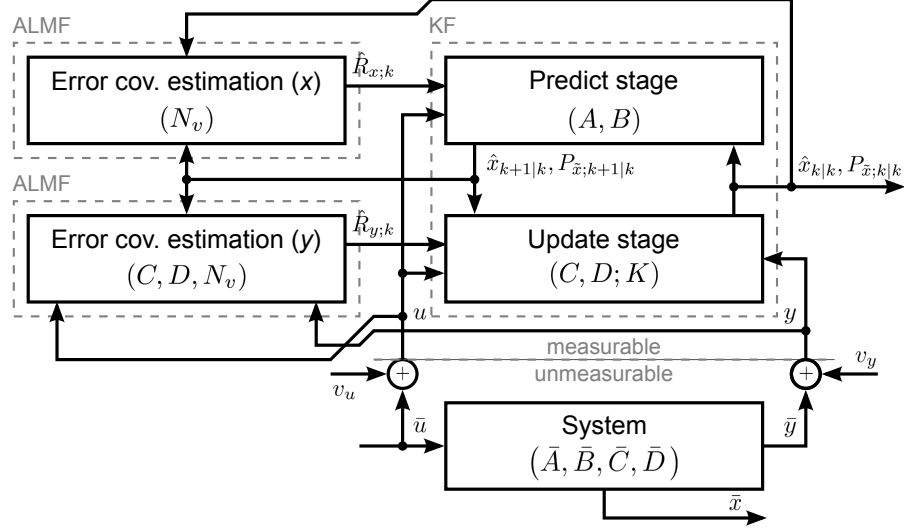 ALMF
KF
Error cov. estimation (x)
(N_v)
R̂_{x;k}
Predict stage
(A, B)
x̂_{k+1|k}, P_{x̃;k+1|k}
x̂_{k|k}, P_{x̃;k|k}
ALMF
Error cov. estimation (y)
(C, D, N_v)
R̂_{y;k}
Update stage
(C, D; K)
u
y
measurable
unmeasurable
+
+
v_u
v_y
ū
ȳ
System
(Ā, B̄, C̄, D̄)
x̄